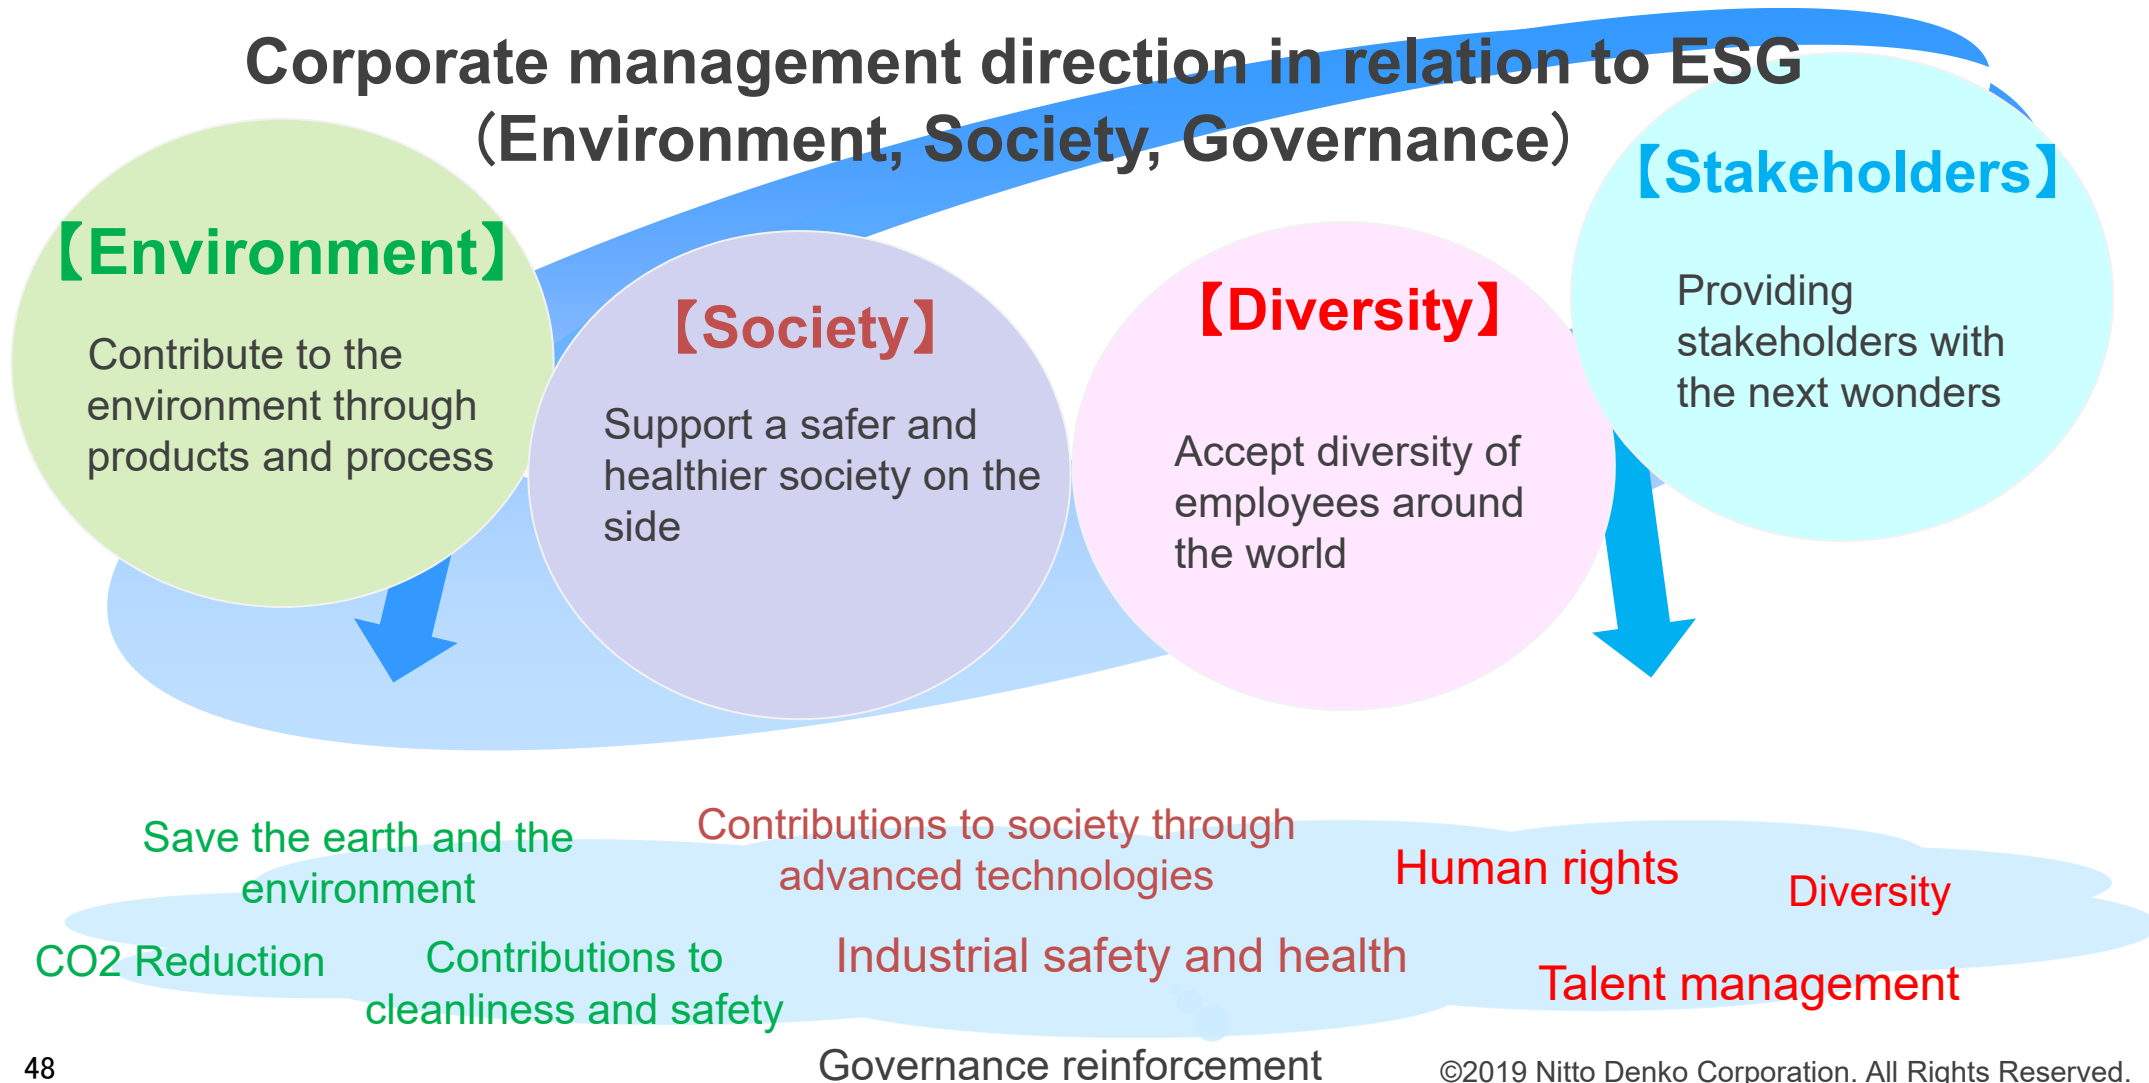 Corporate management direction in relation to ESG
（Environment, Society, Governance）
【Environment】
Contribute to the
environment through
products and process
【Society】
Support a safer and
healthier society on the
side
【Diversity】
Accept diversity of
employees around
the world
【Stakeholders】
Providing
stakeholders with
the next wonders
Save the earth and the
environment
Contributions to society through
advanced technologies
Human rights
Diversity
CO2 Reduction
Contributions to
cleanliness and safety
Industrial safety and health
Talent management
Governance reinforcement
48
©2019 Nitto Denko Corporation. All Rights Reserved.